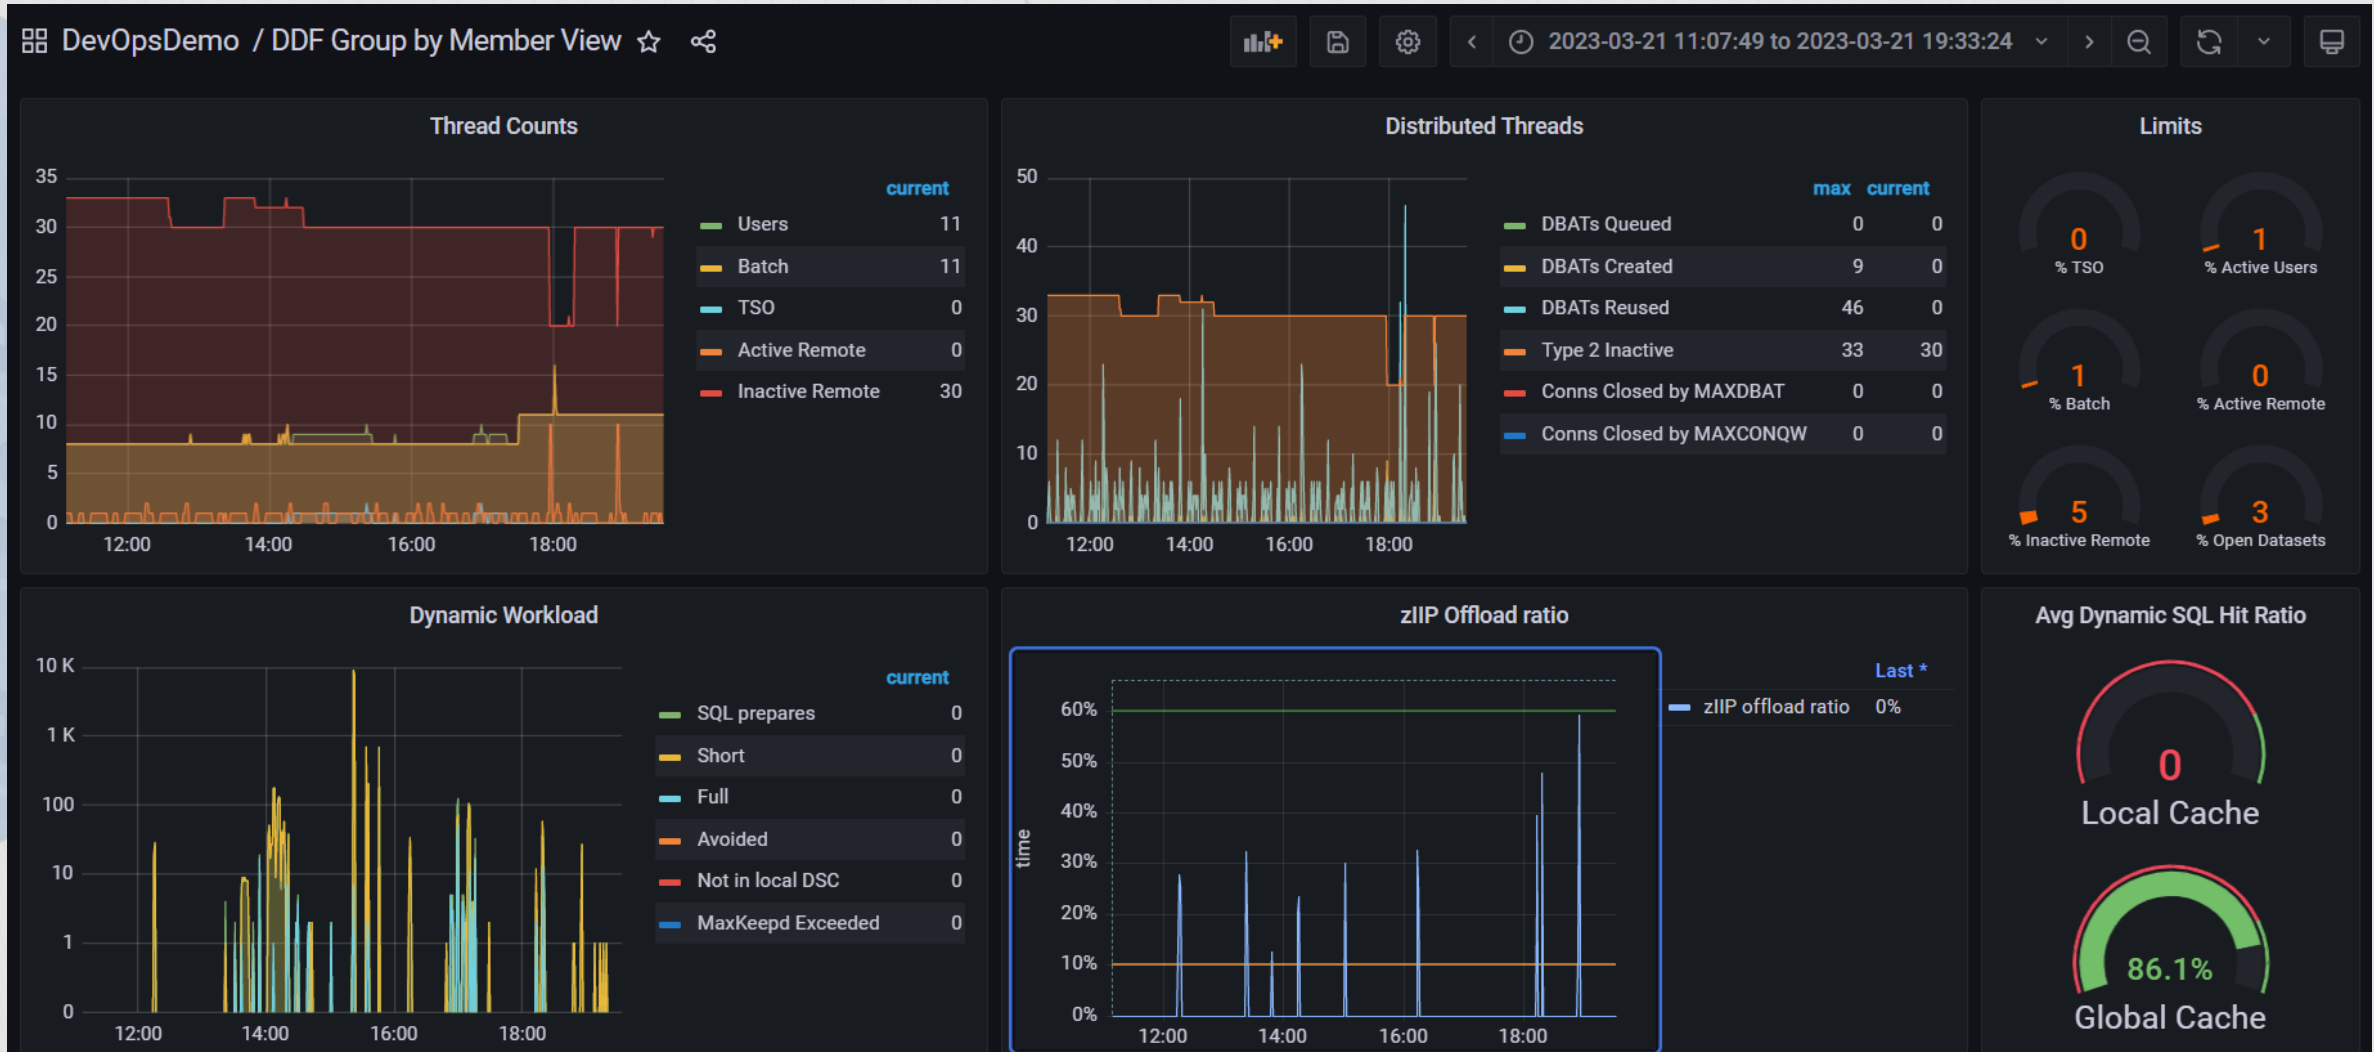 DevOpsDemo / DDF Group by Member View
2023-03-21 11:07:49 to 2023-03-21 19:33:24
Thread Counts
35
30
25
20
15
10
5
0
12:00 14:00 16:00 18:00
current
Users 11
Batch 11
TSO 0
Active Remote 0
Inactive Remote 30
Distributed Threads
50
40
30
20
10
0
12:00 14:00 16:00 18:00
max current
DBATs Queued 0 0
DBATs Created 9 0
DBATs Reused 46 0
Type 2 Inactive 33 30
Conns Closed by MAXDBAT 0 0
Conns Closed by MAXCONQW 0 0
Limits
0 1
% TSO % Active Users
1 0
% Batch % Active Remote
5 3
% Inactive Remote % Open Datasets
Dynamic Workload
10 K
1 K
100
10
1
0
12:00 14:00 16:00 18:00
current
SQL prepares 0
Short 0
Full 0
Avoided 0
Not in local DSC 0
MaxKeepd Exceeded 0
zIIP Offload ratio
time
60%
50%
40%
30%
20%
10%
0%
12:00 14:00 16:00 18:00
Last *
zIIP offload ratio 0%
Avg Dynamic SQL Hit Ratio
0
Local Cache
86.1%
Global Cache